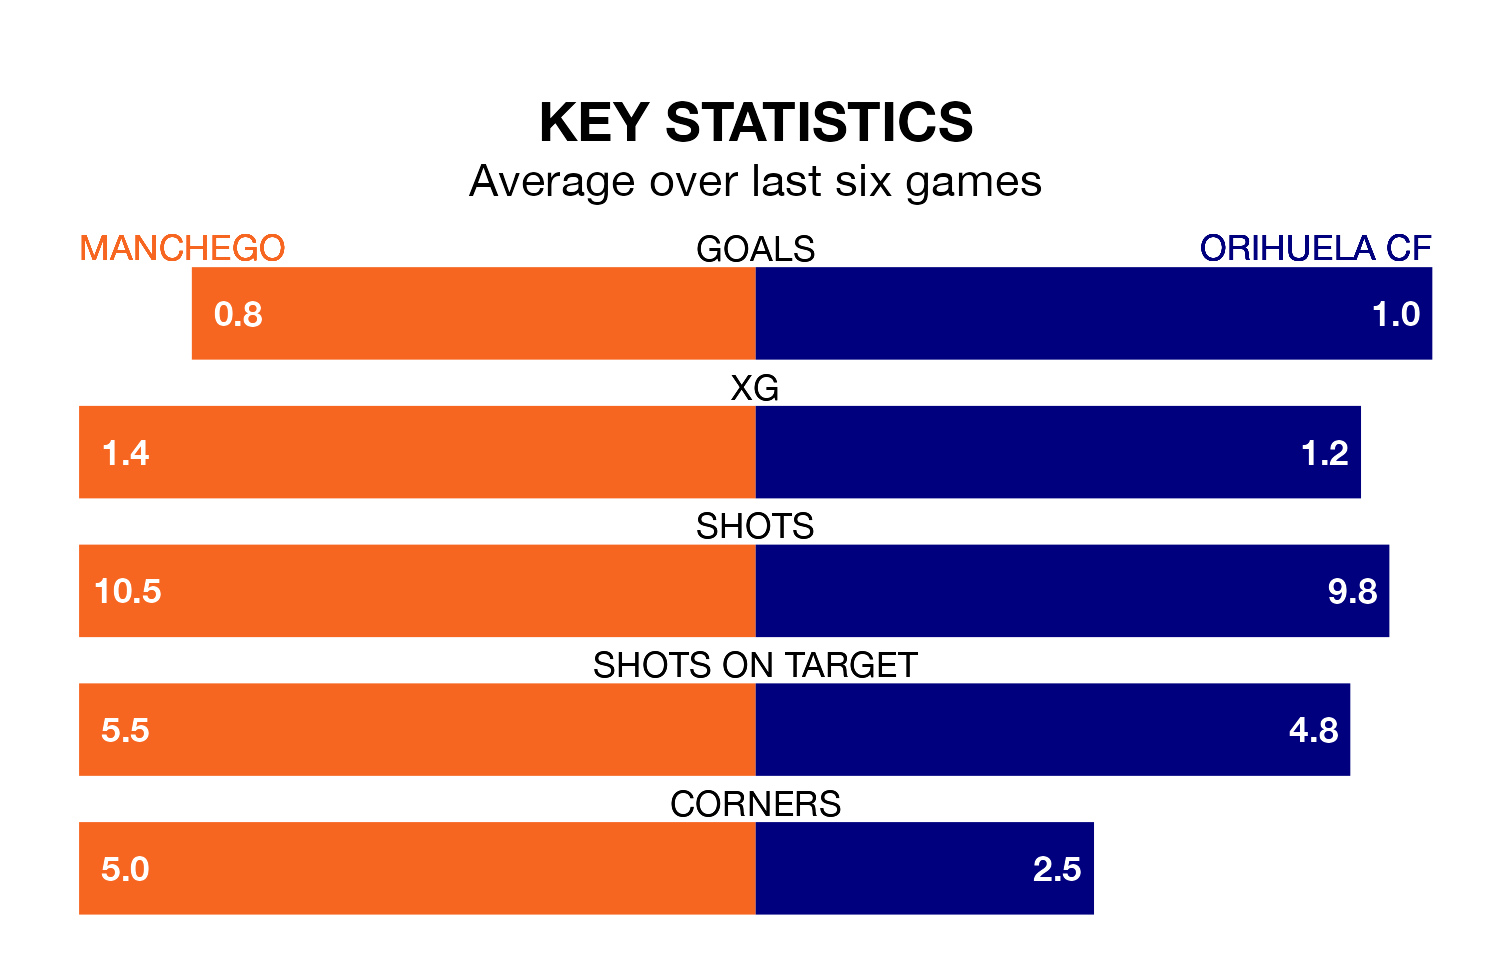 KEY STATISTICS
Average over last six games
MANCHEGO GOALS ORIHUELA CF
0.8 1.0
XG
1.4 1.2
SHOTS
10.5 9.8
SHOTS ON TARGET
5.5 4.8
CORNERS
5.0 2.5